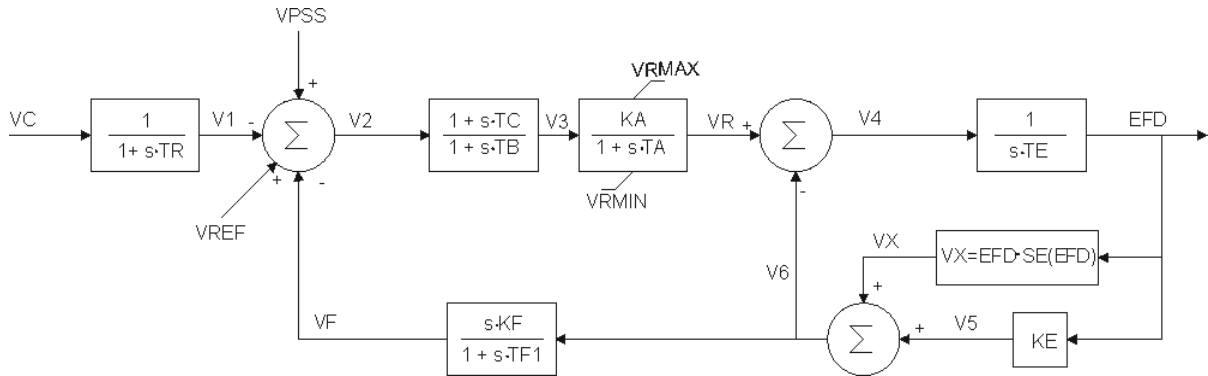 VPSS
+
VC
1
1+ s·TR
V1
-
Σ
+
-
VREF
V2
1 + s·TC
1 + s·TB
V3
VRMAX
KA
1 + s·TA
VRMIN
VR
+
Σ
-
V4
1
s·TE
EFD
VX
VX=EFD·SE(EFD)
V6
+
Σ
+
V5
KE
VF
s·KF
1 + s·TF1